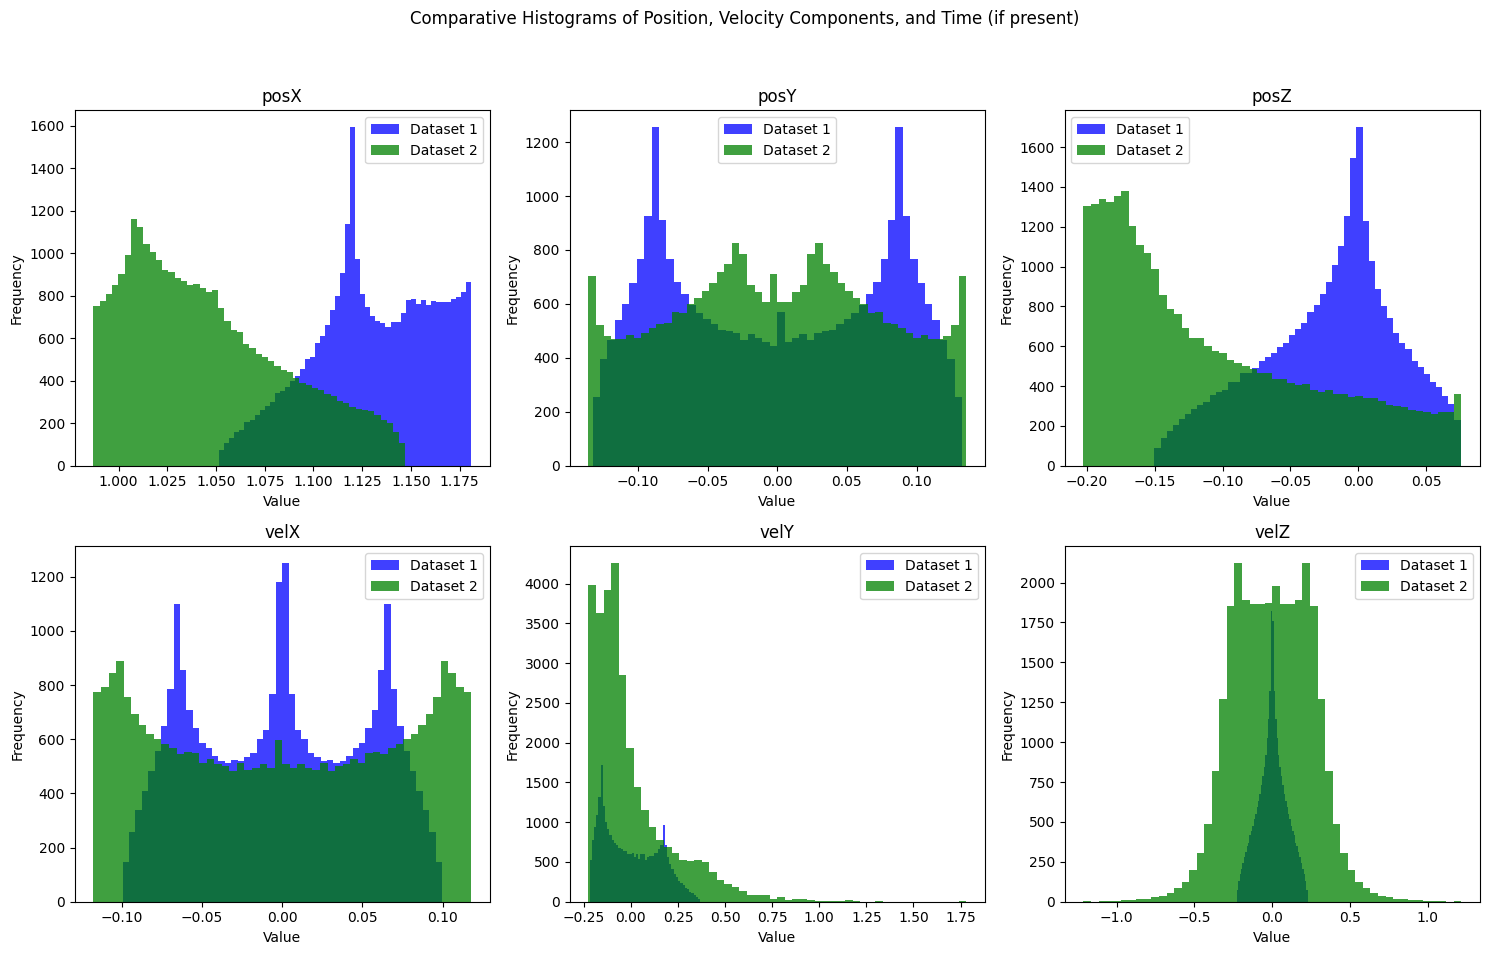 Comparative Histograms of Position, Velocity Components, and Time (if present)
posX
Frequency
1600
1400
1200
1000
800
600
400
200
0
Dataset 1
Dataset 2
1.000 1.025 1.050 1.075 1.100 1.125 1.150 1.175
Value
posY
Frequency
1200
1000
800
600
400
200
0
Dataset 1
Dataset 2
−0.10 −0.05 0.00 0.05 0.10
Value
posZ
Frequency
1600
1400
1200
1000
800
600
400
200
0
Dataset 1
Dataset 2
−0.20 −0.15 −0.10 −0.05 0.00 0.05
Value
velX
Frequency
1200
1000
800
600
400
200
0
Dataset 1
Dataset 2
−0.10 −0.05 0.00 0.05 0.10
Value
velY
Frequency
4000
3500
3000
2500
2000
1500
1000
500
0
Dataset 1
Dataset 2
−0.25 0.00 0.25 0.50 0.75 1.00 1.25 1.50 1.75
Value
velZ
Frequency
2000
1750
1500
1250
1000
750
500
250
0
Dataset 1
Dataset 2
−1.0 −0.5 0.0 0.5 1.0
Value